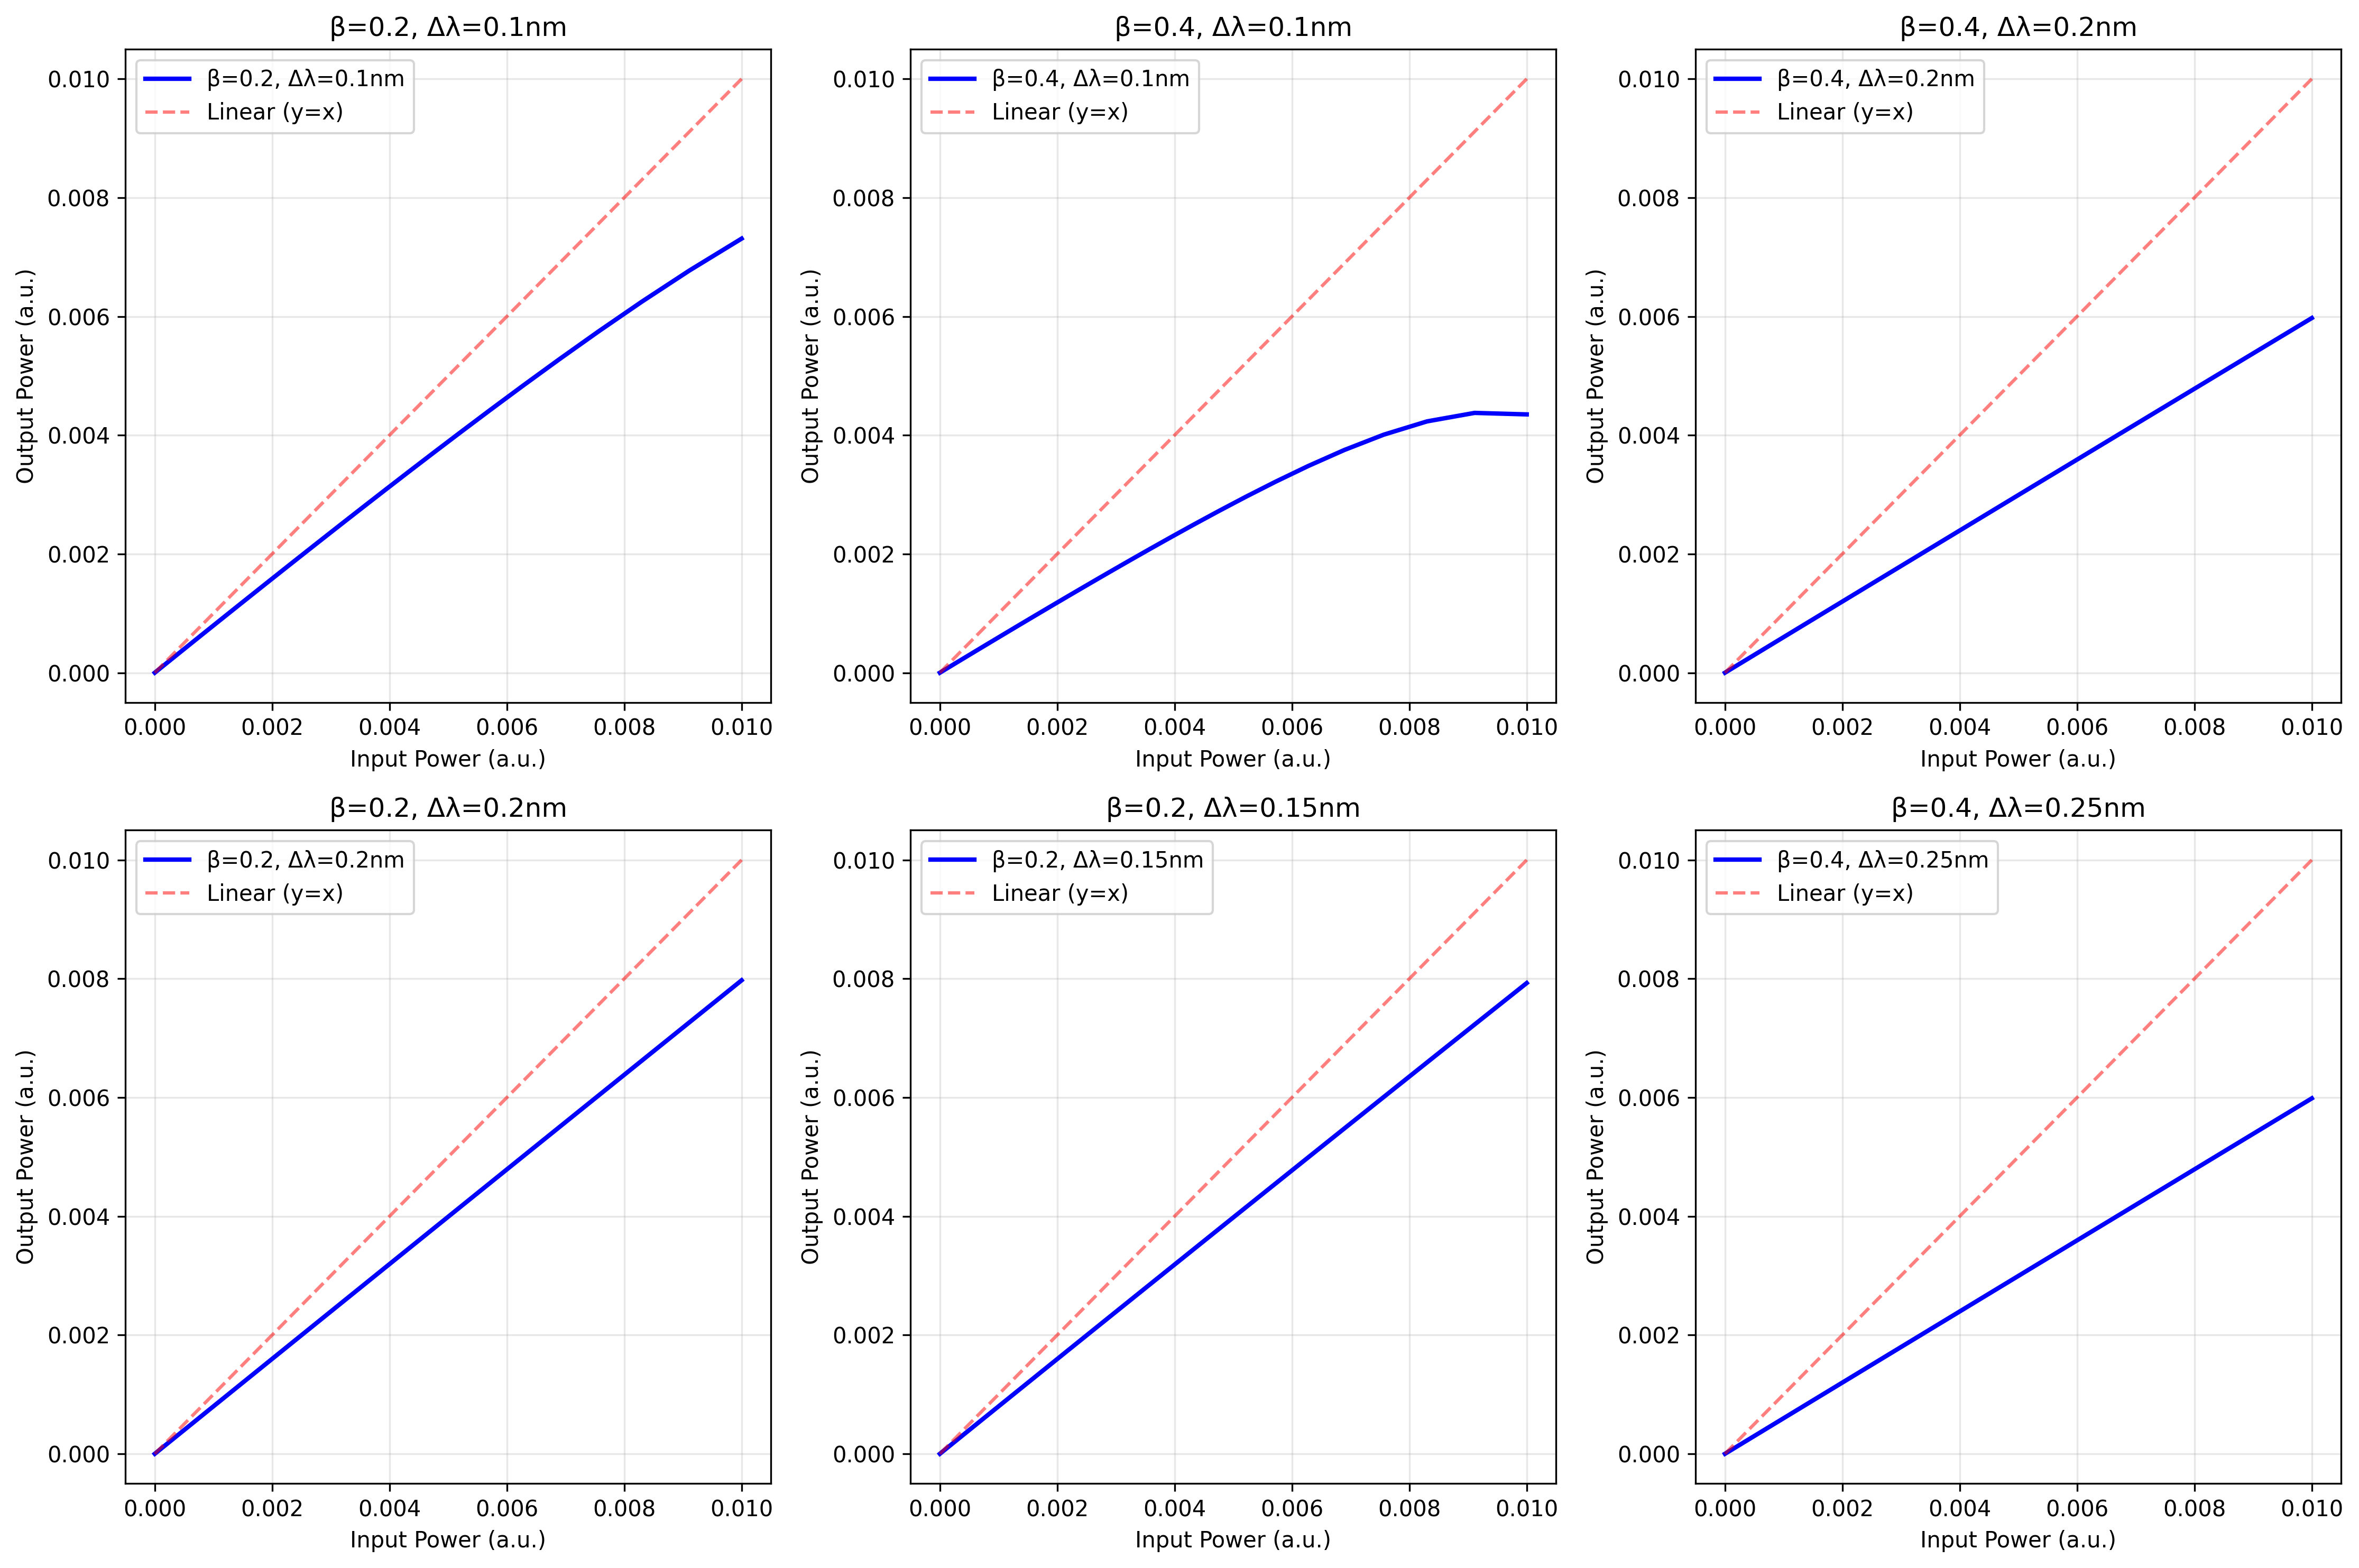 β=0.2, Δλ=0.1nm
β=0.2, Δλ=0.1nm
Linear (y=x)
Output Power (a.u.)
0.010
0.008
0.006
0.004
0.002
0.000
0.000 0.002 0.004 0.006 0.008 0.010
Input Power (a.u.)
β=0.4, Δλ=0.1nm
β=0.4, Δλ=0.1nm
Linear (y=x)
Output Power (a.u.)
0.010
0.008
0.006
0.004
0.002
0.000
0.000 0.002 0.004 0.006 0.008 0.010
Input Power (a.u.)
β=0.4, Δλ=0.2nm
β=0.4, Δλ=0.2nm
Linear (y=x)
Output Power (a.u.)
0.010
0.008
0.006
0.004
0.002
0.000
0.000 0.002 0.004 0.006 0.008 0.010
Input Power (a.u.)
β=0.2, Δλ=0.2nm
β=0.2, Δλ=0.2nm
Linear (y=x)
Output Power (a.u.)
0.010
0.008
0.006
0.004
0.002
0.000
0.000 0.002 0.004 0.006 0.008 0.010
Input Power (a.u.)
β=0.2, Δλ=0.15nm
β=0.2, Δλ=0.15nm
Linear (y=x)
Output Power (a.u.)
0.010
0.008
0.006
0.004
0.002
0.000
0.000 0.002 0.004 0.006 0.008 0.010
Input Power (a.u.)
β=0.4, Δλ=0.25nm
β=0.4, Δλ=0.25nm
Linear (y=x)
Output Power (a.u.)
0.010
0.008
0.006
0.004
0.002
0.000
0.000 0.002 0.004 0.006 0.008 0.010
Input Power (a.u.)